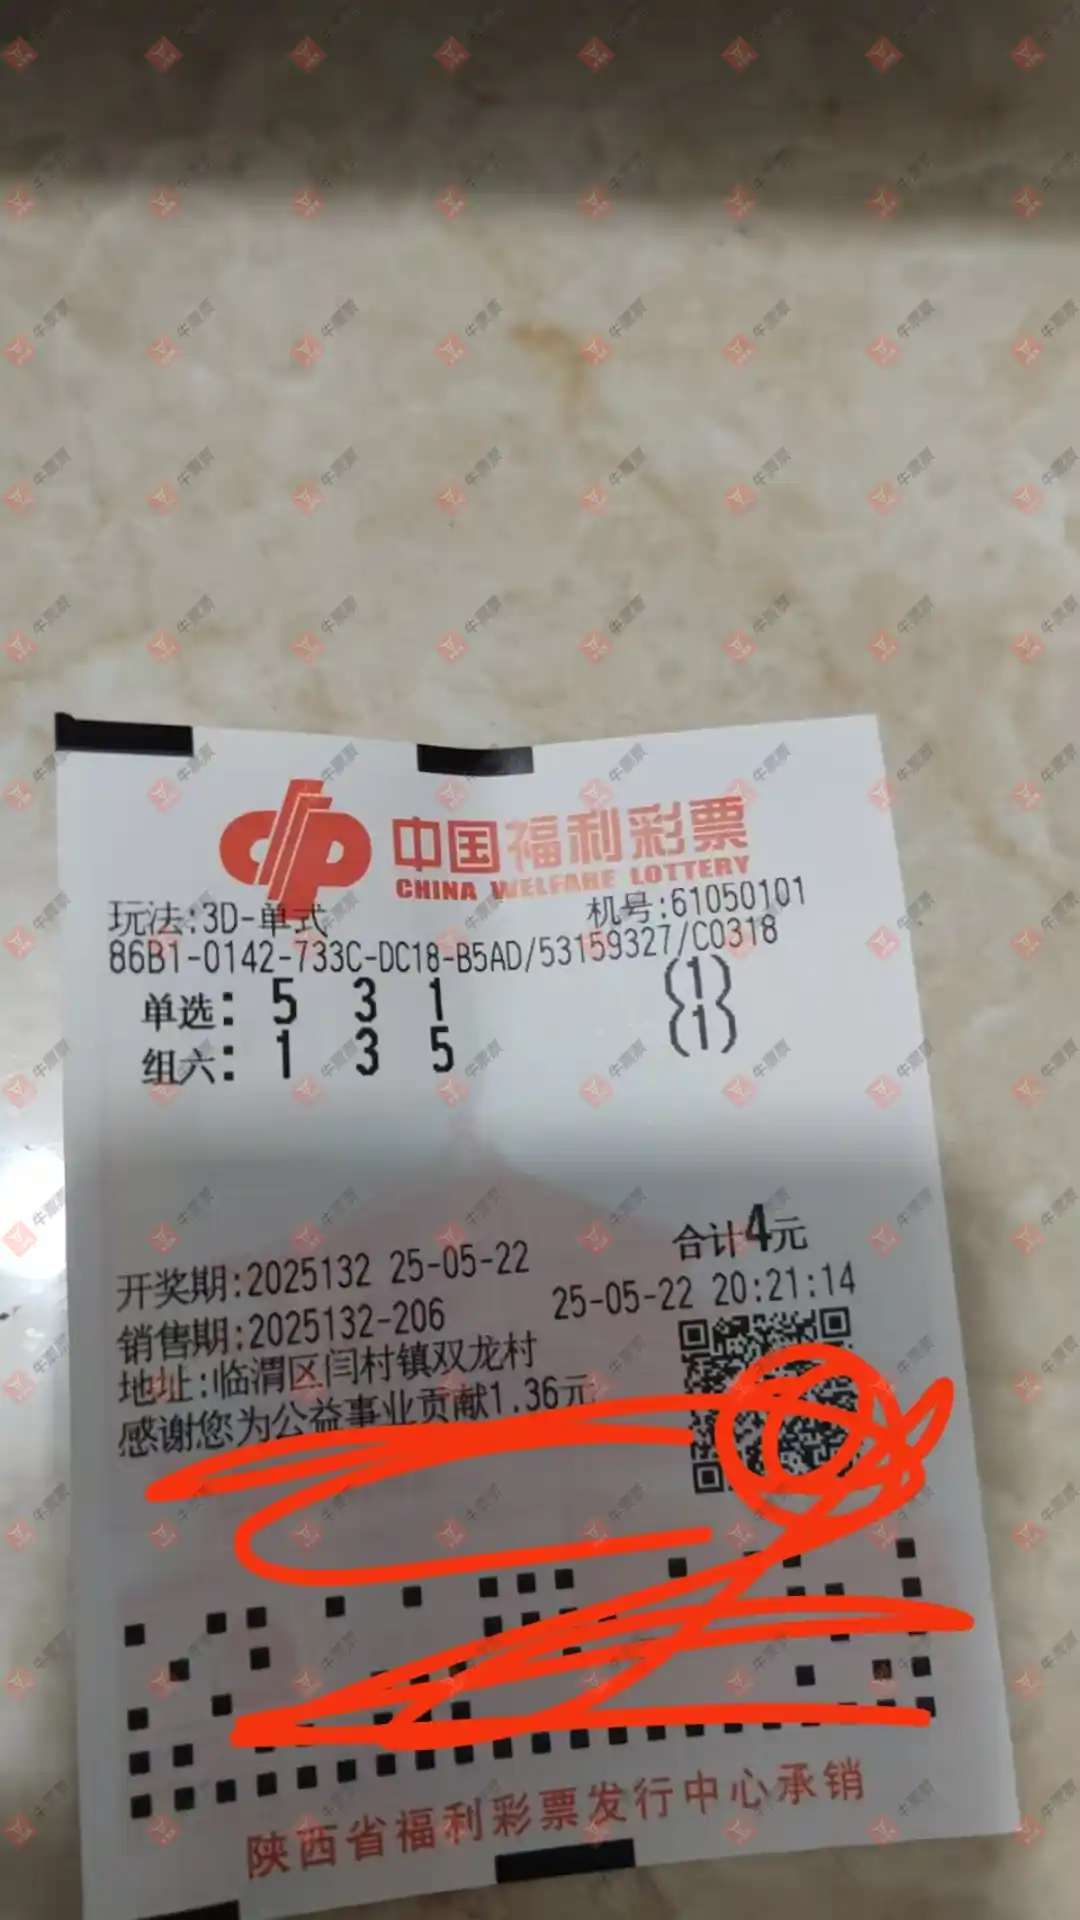 中国福利彩票
CHINA WELFARE LOTTERY
玩法:3D-单式 机号:61050101
86B1-0142-733C-DC18-B5AD/53159327/C0318
单选: 5 3 1 (1)
组六: 1 3 5 (1)
合计4元
开奖期:2025132 25-05-22
销售期:2025132-206 25-05-22 20:21:14
地址:临渭区闫村镇双龙村
感谢您为公益事业贡献1.36元
陕西省福利彩票发行中心承销
牛票票